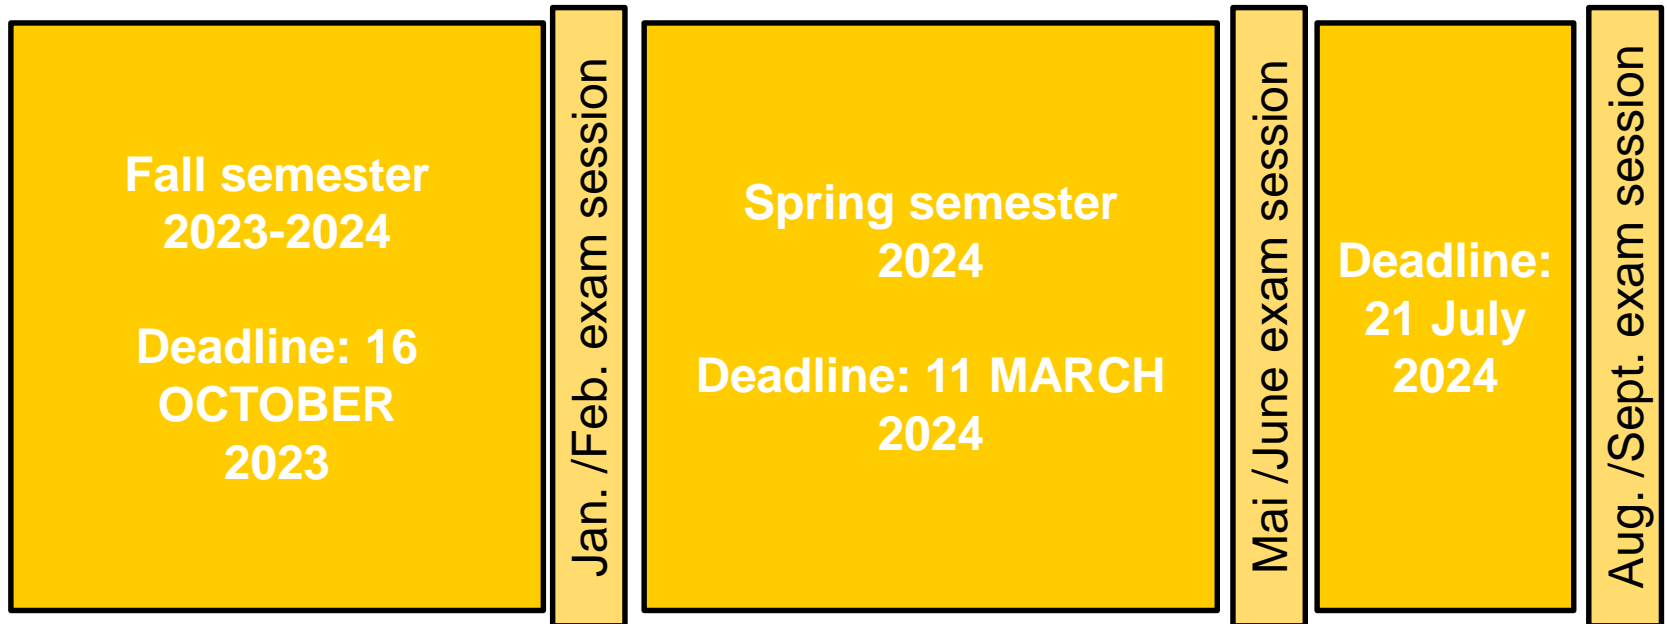 Fall semester
2023-2024
Deadline: 16
OCTOBER
2023
Jan. /Feb. exam session
Spring semester
2024
Deadline: 11 MARCH
2024
Mai /June exam session
Deadline:
21 July
2024
Aug. /Sept. exam session